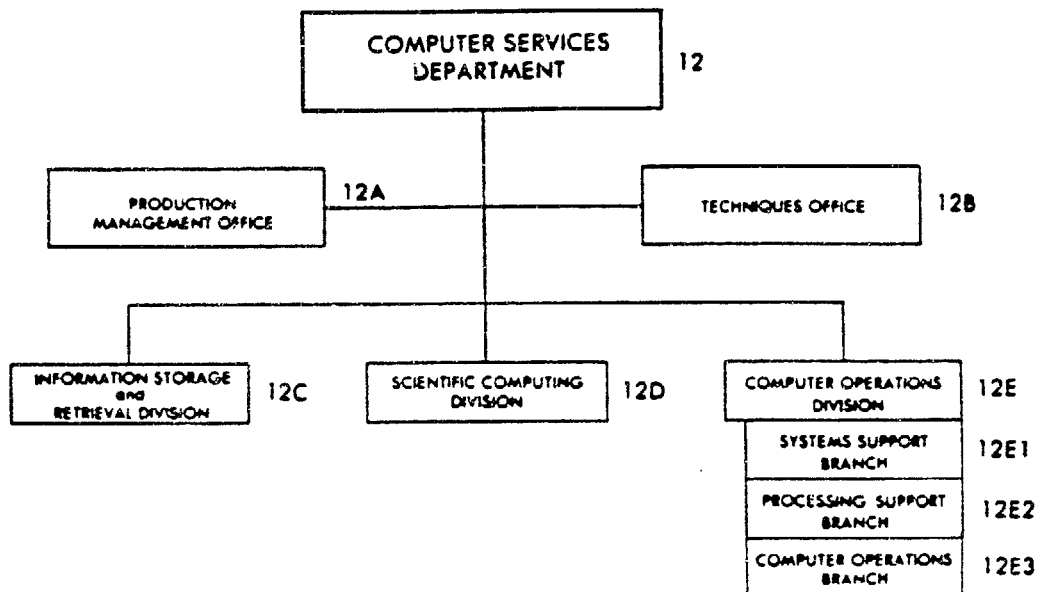 COMPUTER SERVICES
DEPARTMENT
12
PRODUCTION
MANAGEMENT OFFICE
12A
TECHNIQUES OFFICE
12B
INFORMATION STORAGE
and
RETRIEVAL DIVISION
12C
SCIENTIFIC COMPUTING
DIVISION
12D
COMPUTER OPERATIONS
DIVISION
12E
SYSTEMS SUPPORT
BRANCH
12E1
PROCESSING SUPPORT
BRANCH
12E2
COMPUTER OPERATIONS
BRANCH
12E3